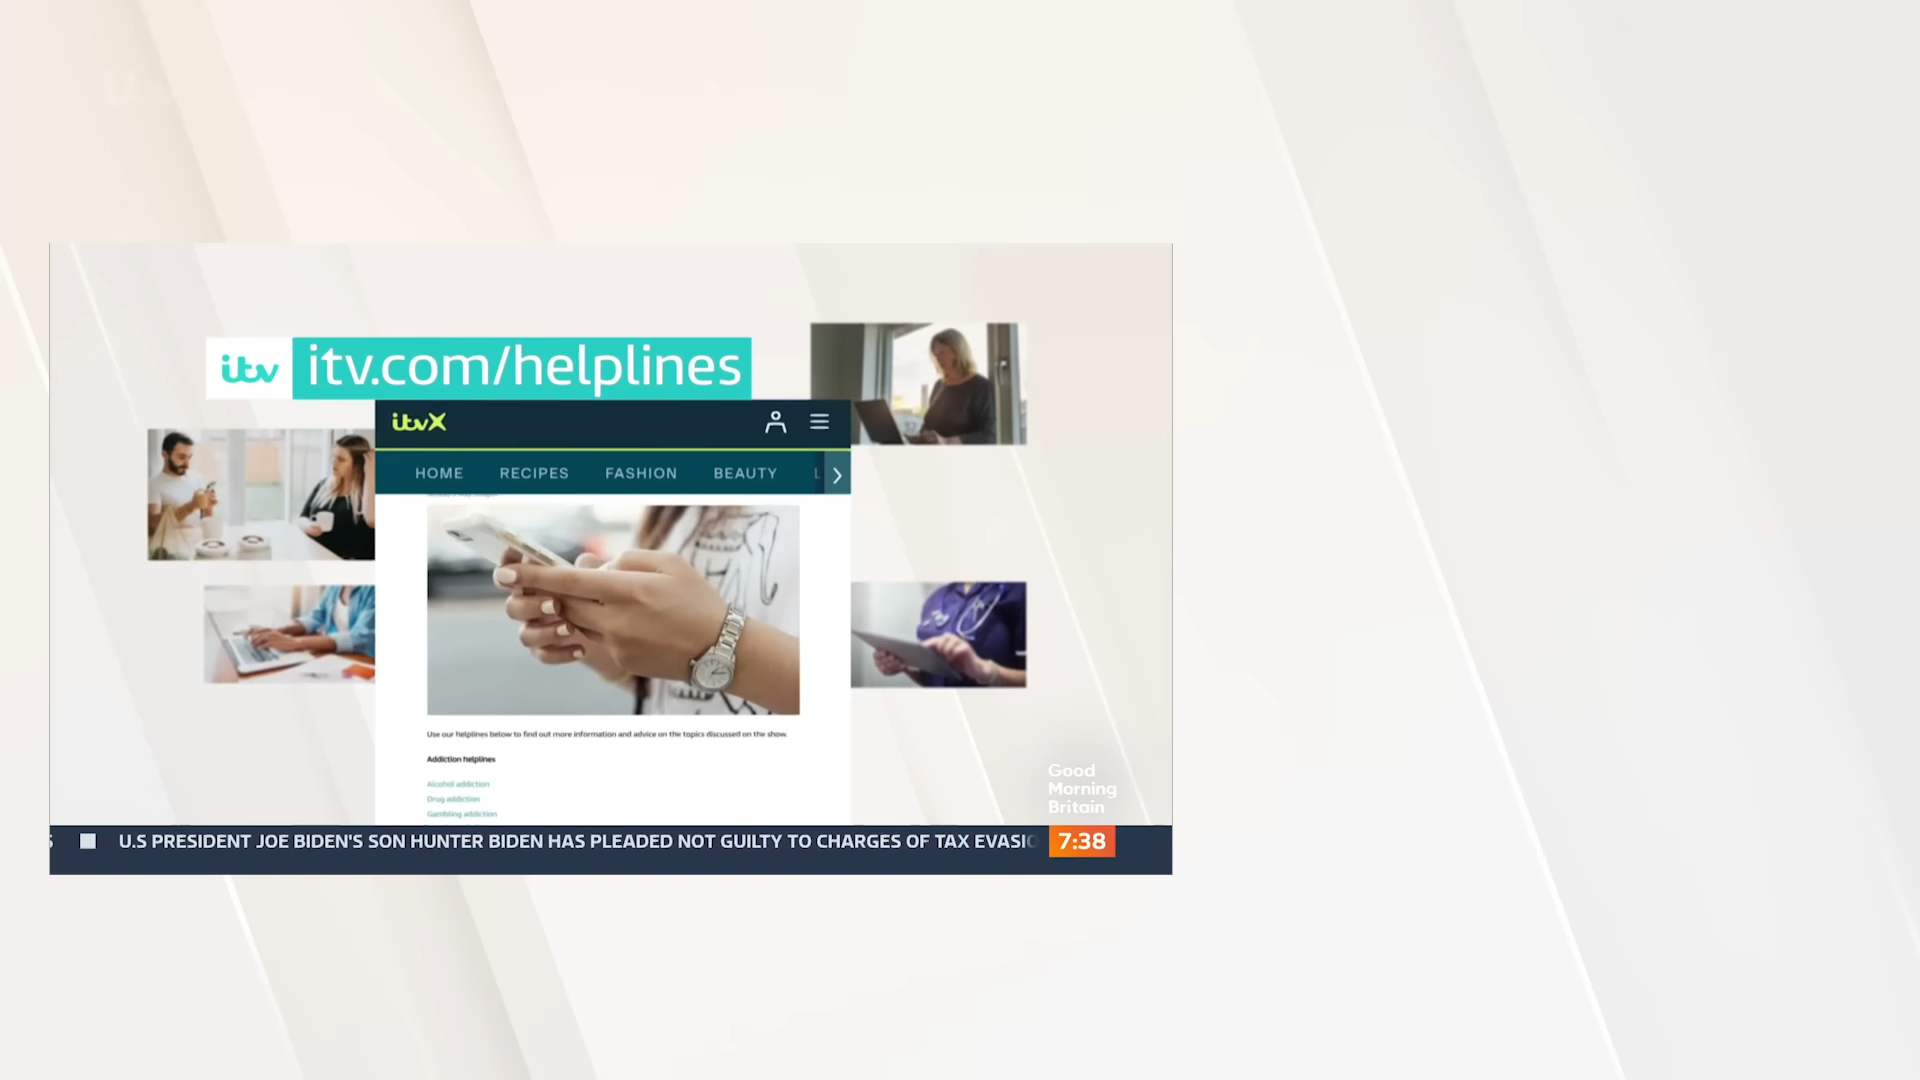 itv itv.com/helplines
itvX
HOME RECIPES FASHION BEAUTY L
Use our helplines below to find out more information and advice on the topics discussed on the show.
Addiction helplines
Alcohol addiction
Drug addiction
Gambling addiction
Good
Morning
Britain
U.S PRESIDENT JOE BIDEN'S SON HUNTER BIDEN HAS PLEADED NOT GUILTY TO CHARGES OF TAX EVASIO
7:38